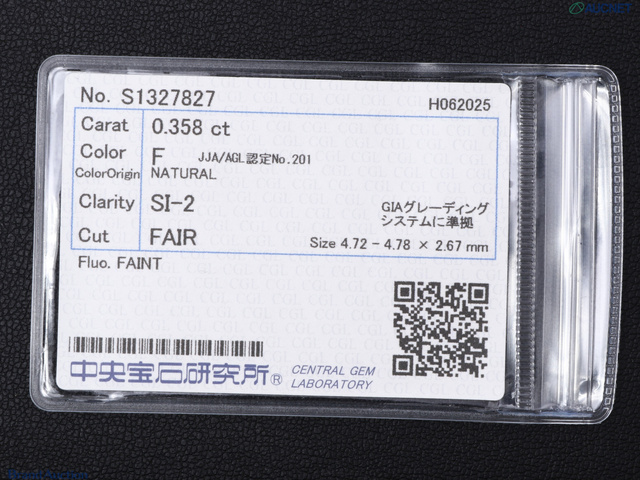 AUCNET
No. S1327827
H062025
Carat 0.358 ct
Color F JJA/AGL認定No.201
ColorOrigin NATURAL
Clarity SI-2
GIAグレーディング
システムに準拠
Cut FAIR
Size 4.72 - 4.78 × 2.67 mm
Fluo. FAINT
中央宝石研究所®
CENTRAL GEM
LABORATORY